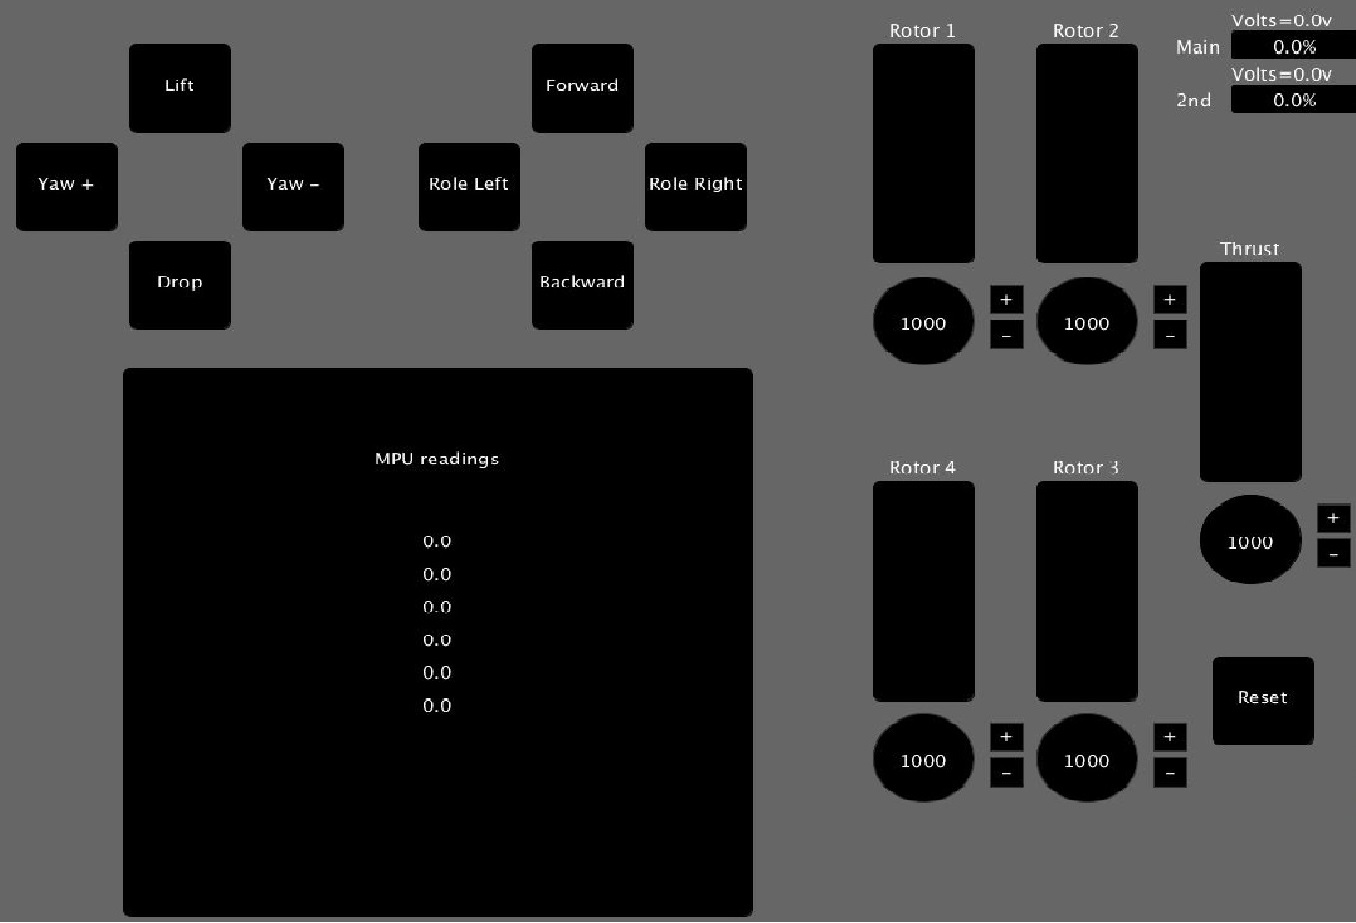 Volts=0.0v
Rotor 1
Rotor 2
Main
0.0%
Volts=0.0v
2nd
0.0%
Lift
Forward
Yaw +
Yaw –
Role Left
Role Right
Drop
Backward
Thrust
1000
+
–
1000
+
–
MPU readings
0.0
0.0
0.0
0.0
0.0
0.0
Rotor 4
Rotor 3
1000
+
–
Reset
1000
+
–
1000
+
–